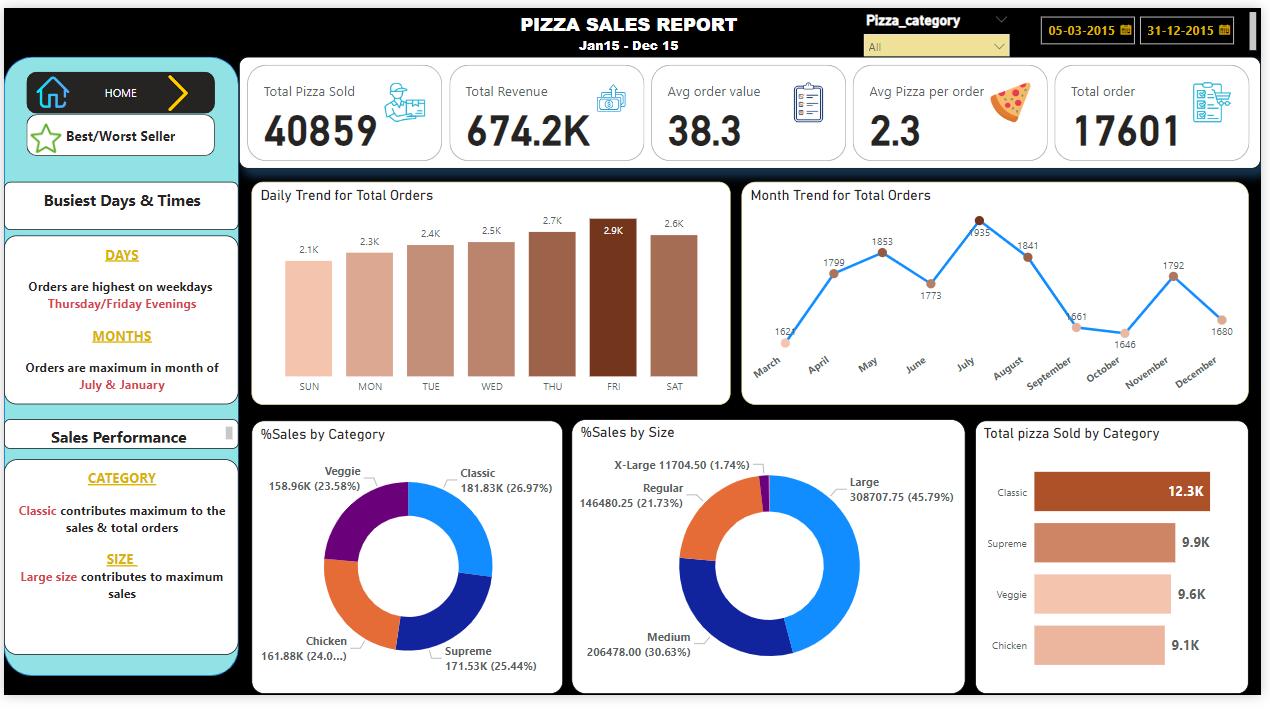 PIZZA SALES REPORT
Jan15 - Dec 15
Pizza_category
All
05-03-2015
31-12-2015
HOME
Best/Worst Seller
Total Pizza Sold
40859
Total Revenue
674.2K
Avg order value
38.3
Avg Pizza per order
2.3
Total order
17601
Busiest Days & Times
DAYS
Orders are highest on weekdays
Thursday/Friday Evenings
MONTHS
Orders are maximum in month of
July & January
Sales Performance
CATEGORY
Classic contributes maximum to the
sales & total orders
SIZE
Large size contributes to maximum
sales
Daily Trend for Total Orders
2.1K
2.3K
2.4K
2.5K
2.7K
2.9K
2.6K
SUN
MON
TUE
WED
THU
FRI
SAT
Month Trend for Total Orders
1621
1799
1853
1773
1935
1841
1661
1646
1792
1680
March
April
May
June
July
August
September
October
November
December
%Sales by Category
Veggie
158.96K (23.58%)
Classic
181.83K (26.97%)
Chicken
161.88K (24.0...)
Supreme
171.53K (25.44%)
%Sales by Size
X-Large 11704.50 (1.74%)
Regular
146480.25 (21.73%)
Large
308707.75 (45.79%)
Medium
206478.00 (30.63%)
Total pizza Sold by Category
Classic
12.3K
Supreme
9.9K
Veggie
9.6K
Chicken
9.1K